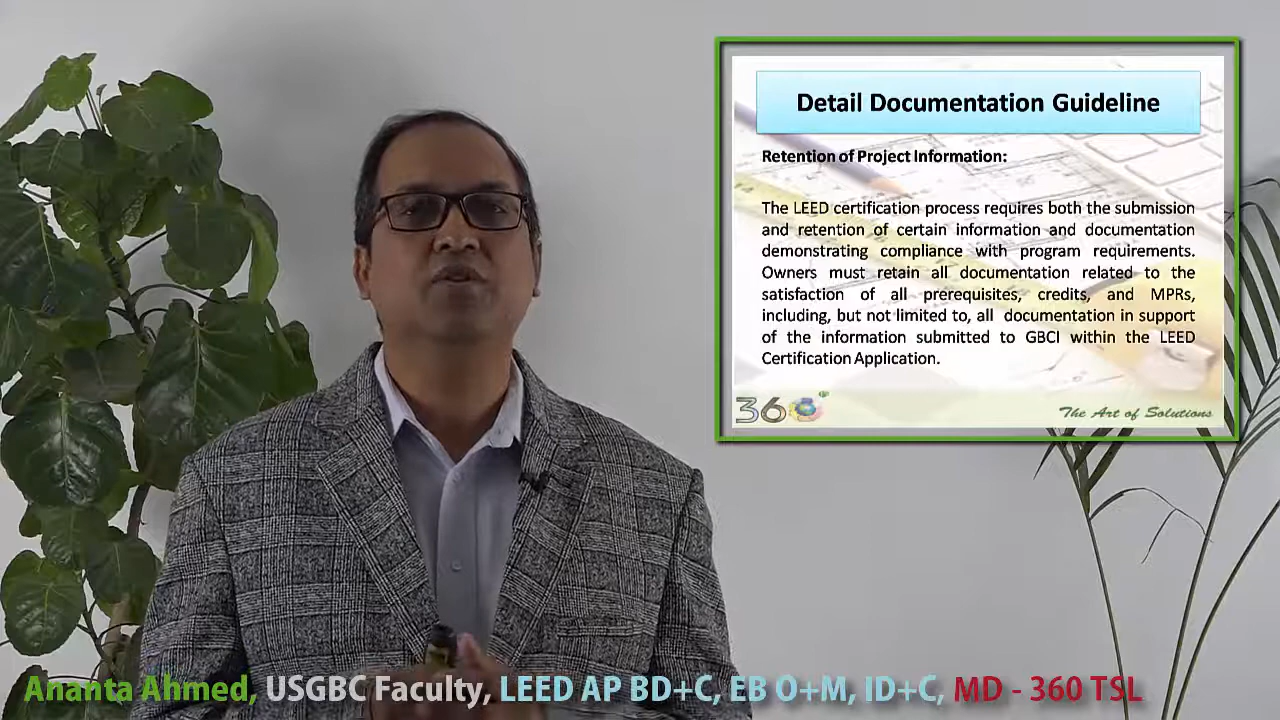 Detail Documentation Guideline
Retention of Project Information:
The LEED certification process requires both the submission
and retention of certain information and documentation
demonstrating compliance with program requirements.
Owners must retain all documentation related to the
satisfaction of all prerequisites, credits, and MPRs,
including, but not limited to, all documentation in support
of the information submitted to GBCI within the LEED
Certification Application.
360
The Art of Solutions
Ananta Ahmed, USGBC Faculty, LEED AP BD+C, EB O+M, ID+C, MD - 360 TSL